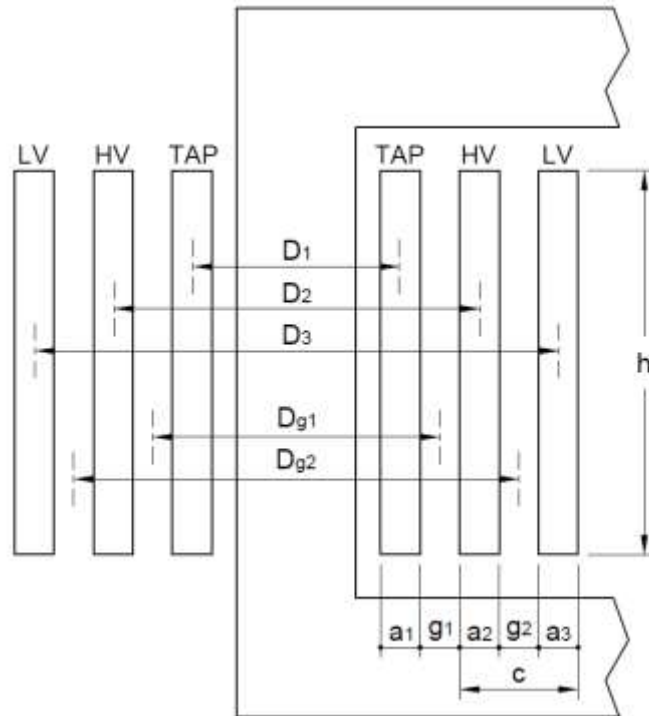 LV HV TAP TAP HV LV
D1
D2
D3
h
Dg1
Dg2
a1 g1 a2 g2 a3
c